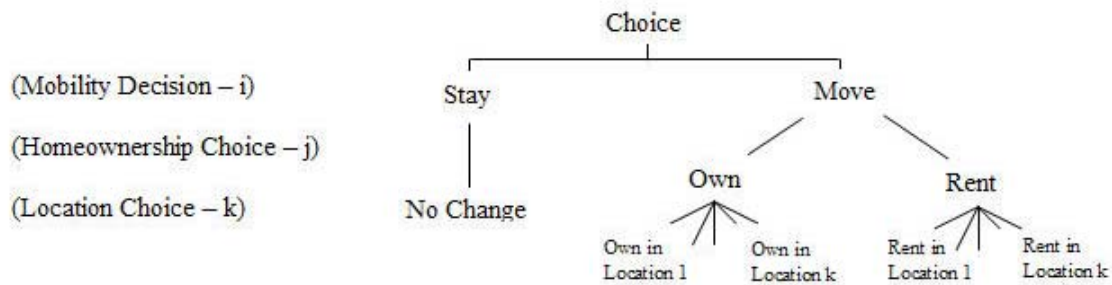 Choice
(Mobility Decision – i)
Stay
Move
(Homeownership Choice – j)
Own
Rent
(Location Choice – k)
No Change
Own in
Location 1
Own in
Location k
Rent in
Location 1
Rent in
Location k